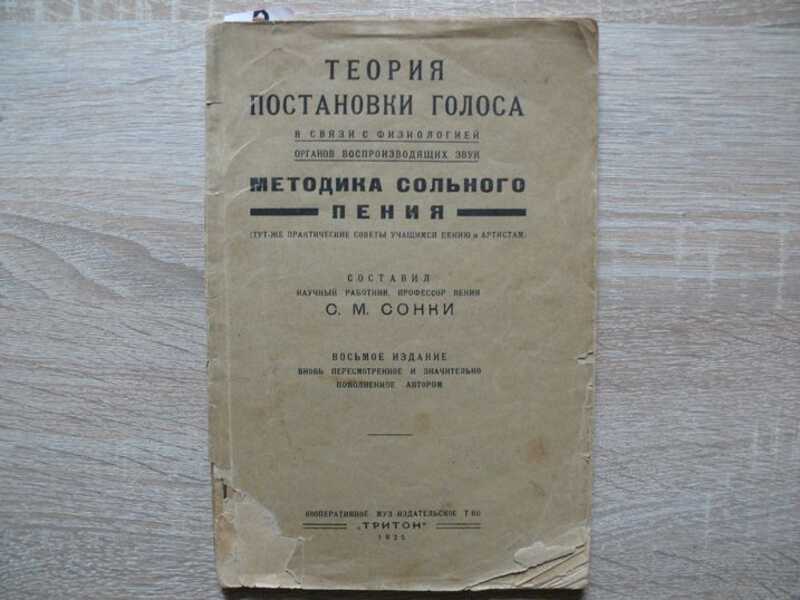 ТЕОРИЯ
ПОСТАНОВКИ ГОЛОСА
В СВЯЗИ С ФИЗИОЛОГИЕЙ
ОРГАНОВ ВОСПРОИЗВОДЯЩИХ ЗВУК
МЕТОДИКА СОЛЬНОГО
ПЕНИЯ
(ТУТ-ЖЕ ПРАКТИЧЕСКИЕ СОВЕТЫ УЧАЩИМСЯ ПЕНИЮ и АРТИСТАМ)
СОСТАВИЛ
НАУЧНЫЙ РАБОТНИК, ПРОФЕССОР ПЕНИЯ
С. М. СОНКИ
ВОСЬМОЕ ИЗДАНИЕ
ВНОВЬ ПЕРЕСМОТРЕННОЕ И ЗНАЧИТЕЛЬНО
ПОПОЛНЕННОЕ АВТОРОМ
КООПЕРАТИВНОЕ МУЗ ИЗДАТЕЛЬСКОЕ Т-ВО
„ТРИТОН"
1925